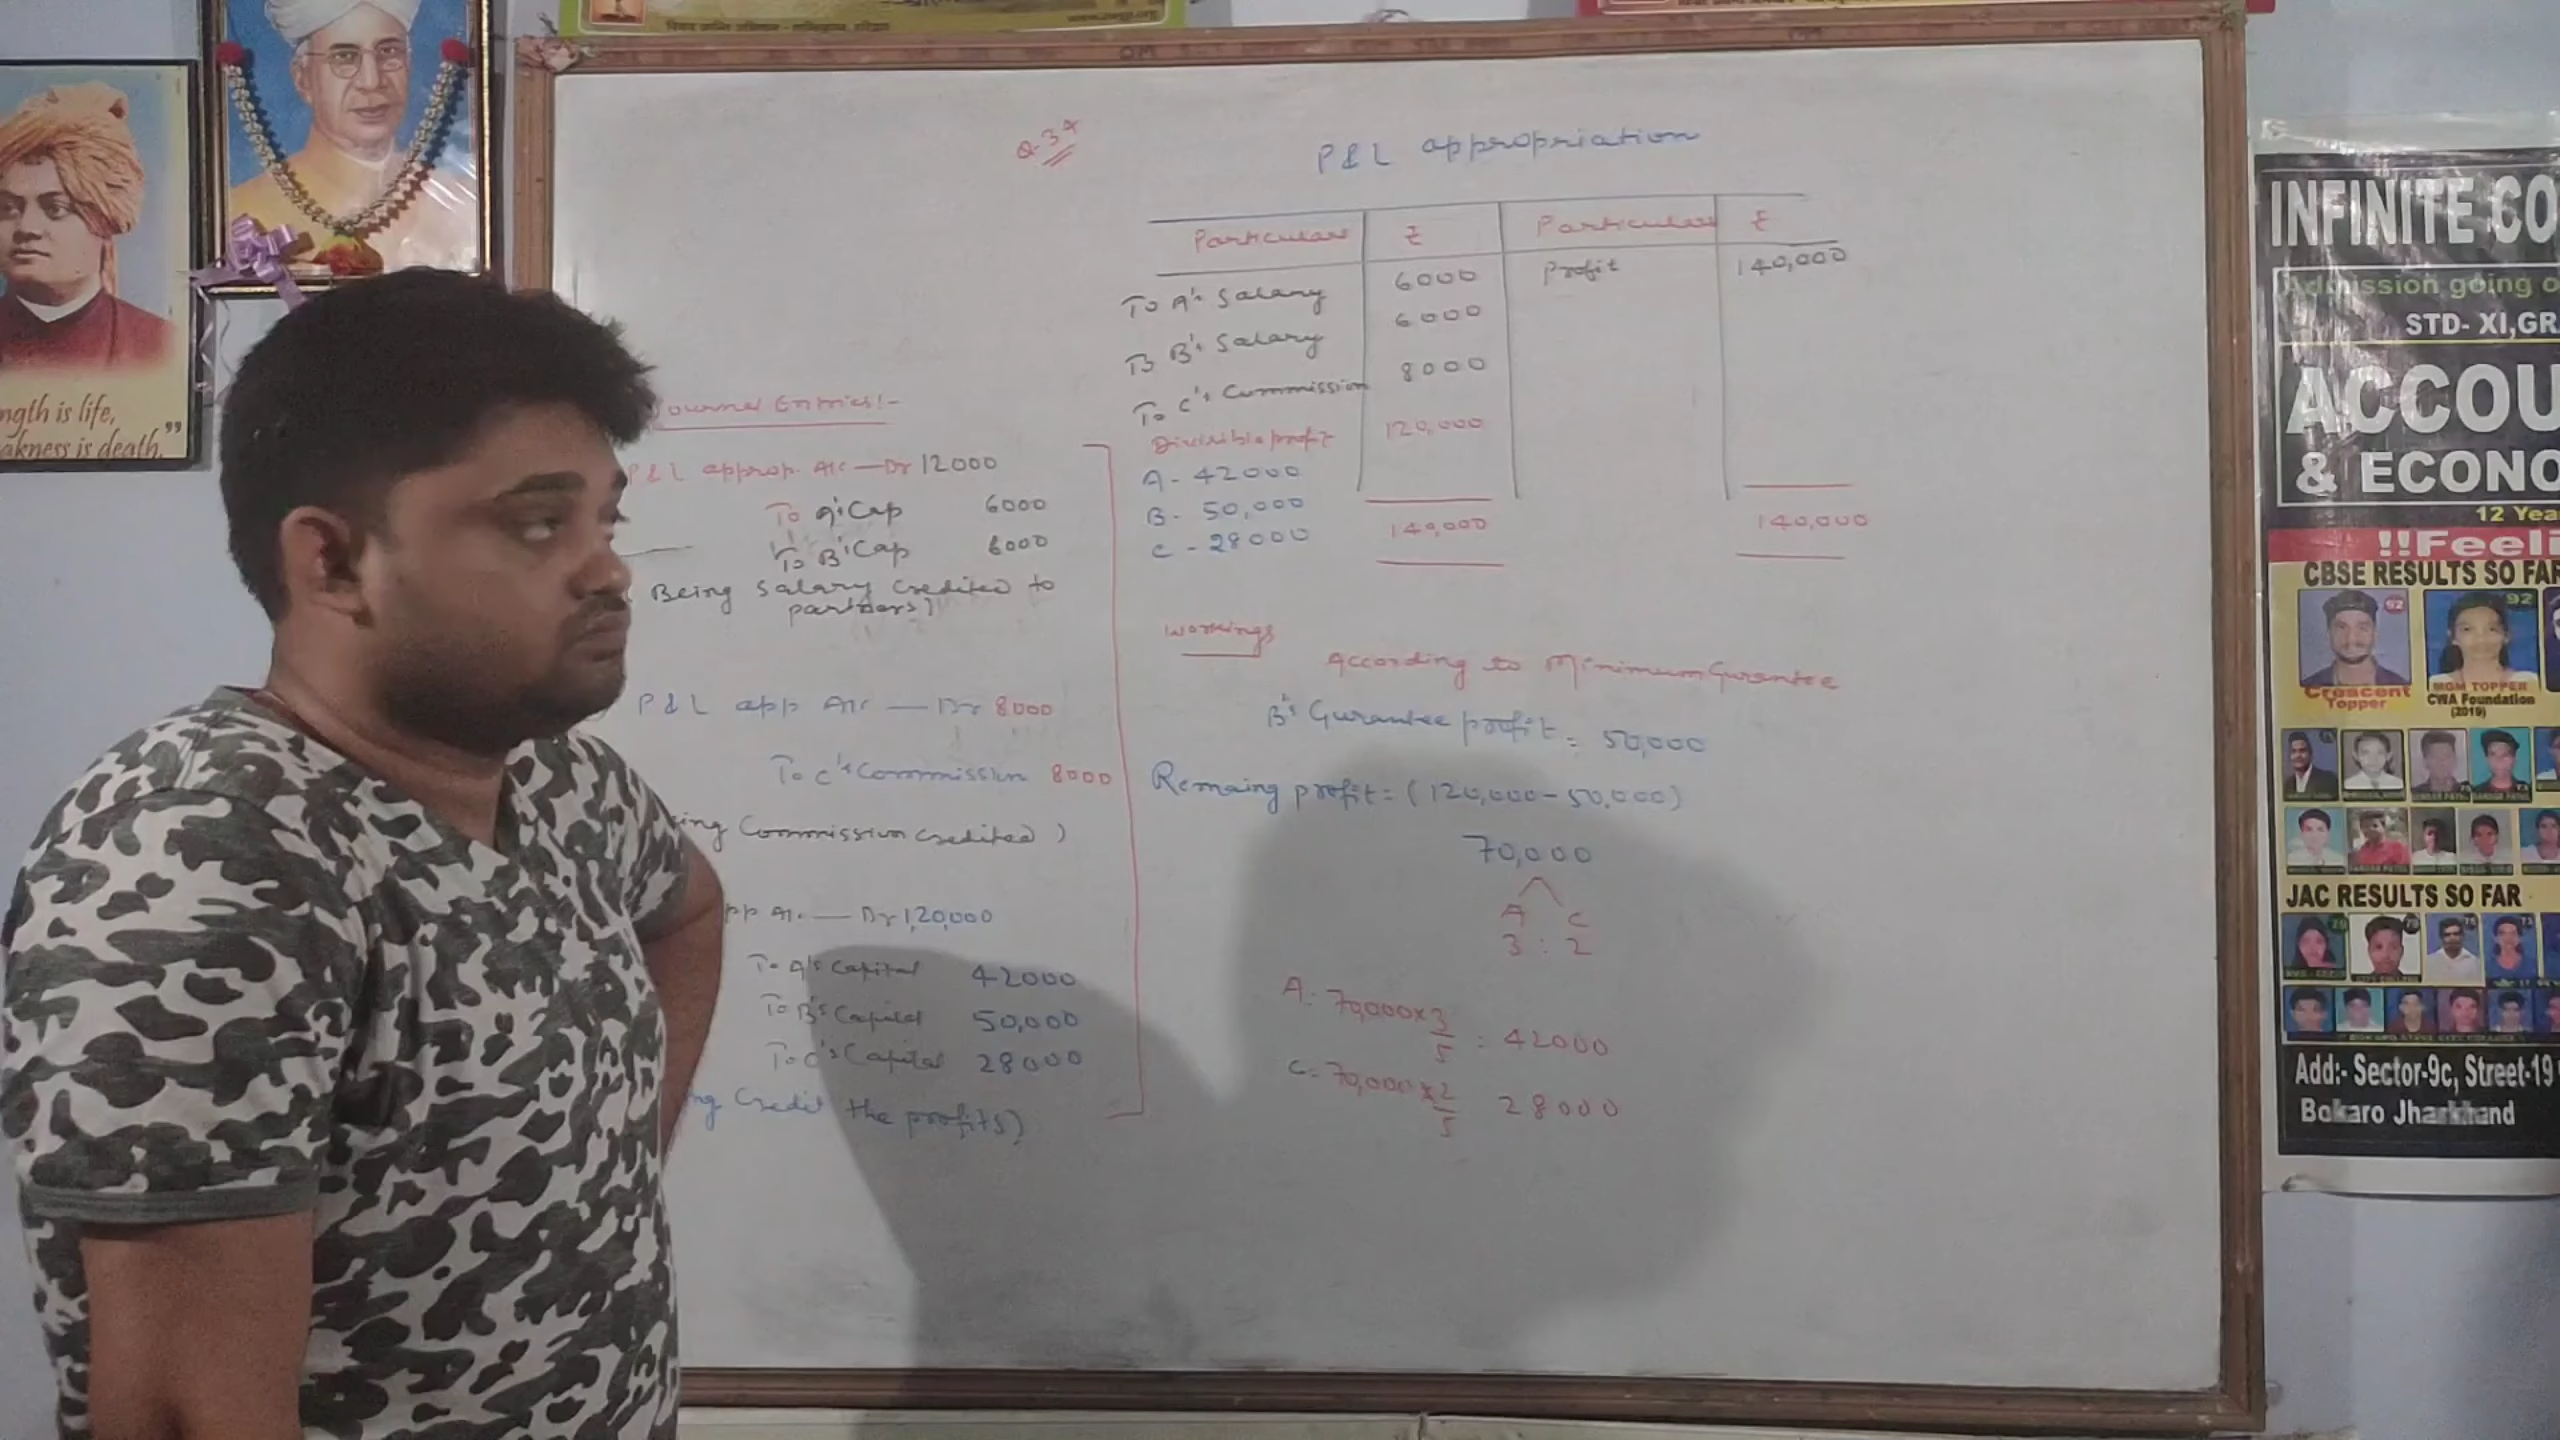 Q-34
P & L appropriation
Particulars ₹ Particulars ₹
To A's Salary 6000 Profit 140,000
To B's Salary 6000
To C's Commission 8000
Divisible profit 120,000
A - 42000
B - 50,000
C - 28000 140,000 140,000
Workings
According to Minimum Gurantee
B's Gurantee profit = 50,000
Remaing profit = (120,000 - 50,000)
70,000
A C
3 : 2
A: 70,000 x 3/5 : 42000
C = 70,000 x 2/5 28000
Journal Entries:-
P & L approp. A/c — Dr 12000
To A's Cap 6000
To B's Cap 6000
Being Salary credited to
partners)
P & L app A/c — Dr 8000
To C's Commission 8000
ing Commission credited)
pp A/c — Dr 1,20,000
To A's Capital 42000
To B's Capital 50,000
To C's Capital 28000
ng Credit the profits)
ngth is life,
akness is death."
INFINITE CO
Admission going o
STD- XI,GR
ACCOU
& ECONO
12 Yea
!!Feeli
CBSE RESULTS SO FAR
92 92
Crescent
Topper
MGM TOPPER
CWA Foundation
(2019)
JAC RESULTS SO FAR
Add:- Sector-9c, Street-19
Bokaro Jharkhand